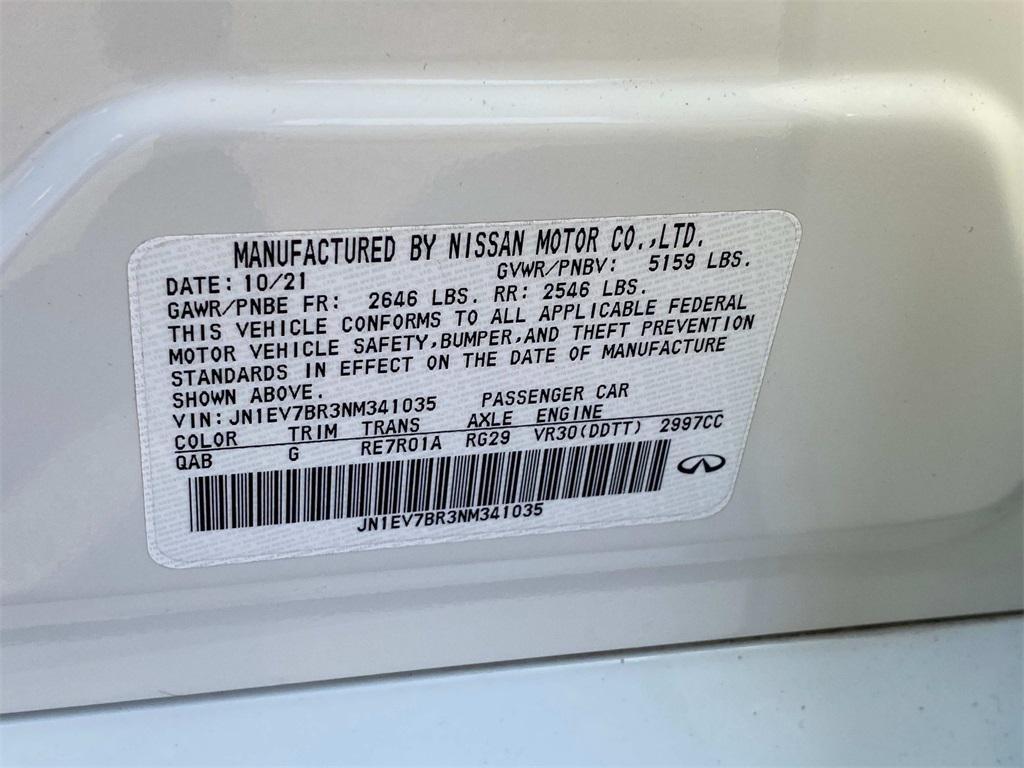 MANUFACTURED BY NISSAN MOTOR CO.,LTD.
DATE: 10/21 GVWR/PNBV: 5159 LBS.
GAWR/PNBE FR: 2646 LBS. RR: 2546 LBS.
THIS VEHICLE CONFORMS TO ALL APPLICABLE FEDERAL
MOTOR VEHICLE SAFETY,BUMPER,AND THEFT PREVENTION
STANDARDS IN EFFECT ON THE DATE OF MANUFACTURE
SHOWN ABOVE.
VIN: JN1EV7BR3NM341035 PASSENGER CAR
COLOR TRIM TRANS AXLE ENGINE
QAB G RE7R01A RG29 VR30(DDTT) 2997CC
JN1EV7BR3NM341035